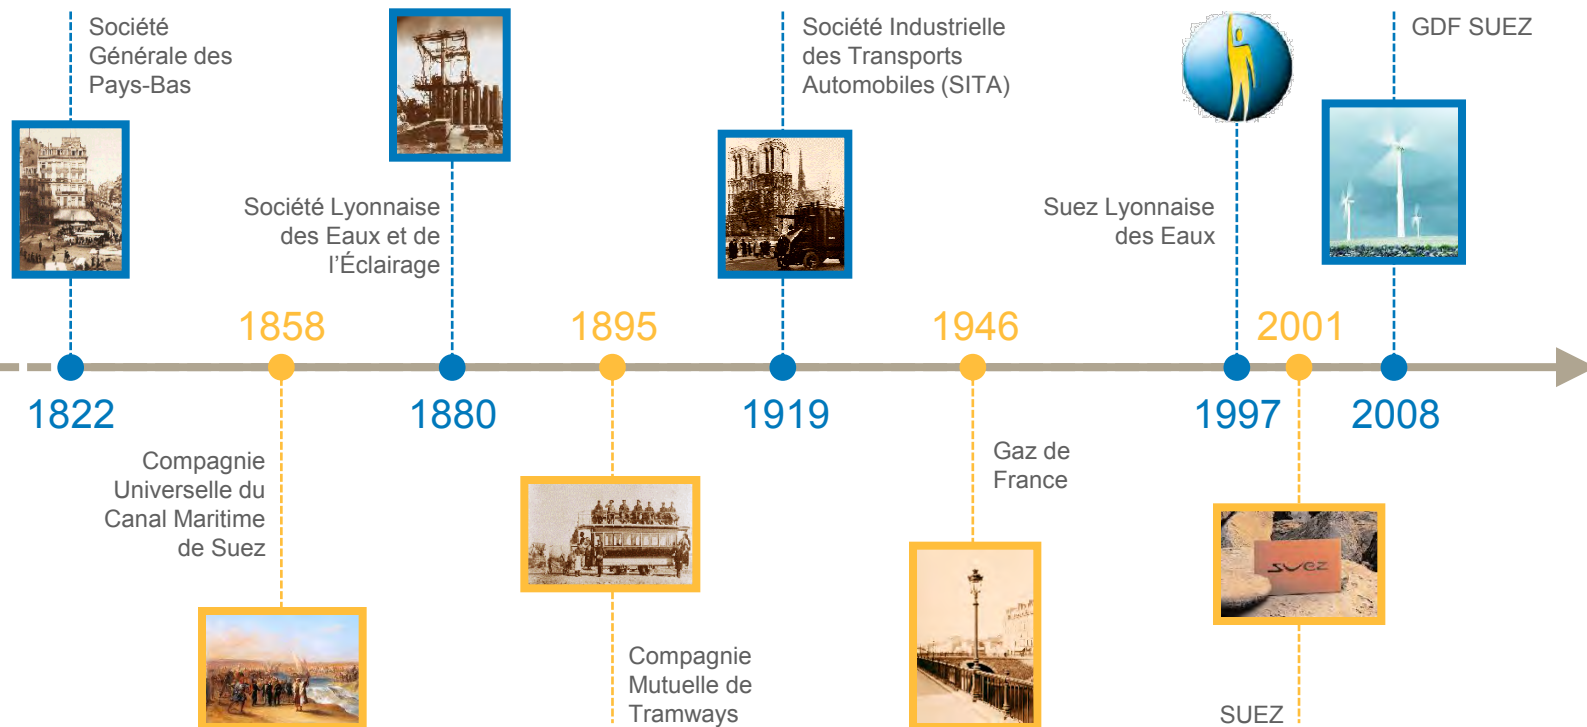 Société
Générale des
Pays-Bas
Société Lyonnaise
des Eaux et de
l'Éclairage
Société Industrielle
des Transports
Automobiles (SITA)
Suez Lyonnaise
des Eaux
GDF SUEZ
1858
1895
1946
2001
1822
1880
1919
1997
2008
Compagnie
Universelle du
Canal Maritime
de Suez
Compagnie
Mutuelle de
Tramways
Gaz de
France
suez
SUEZ